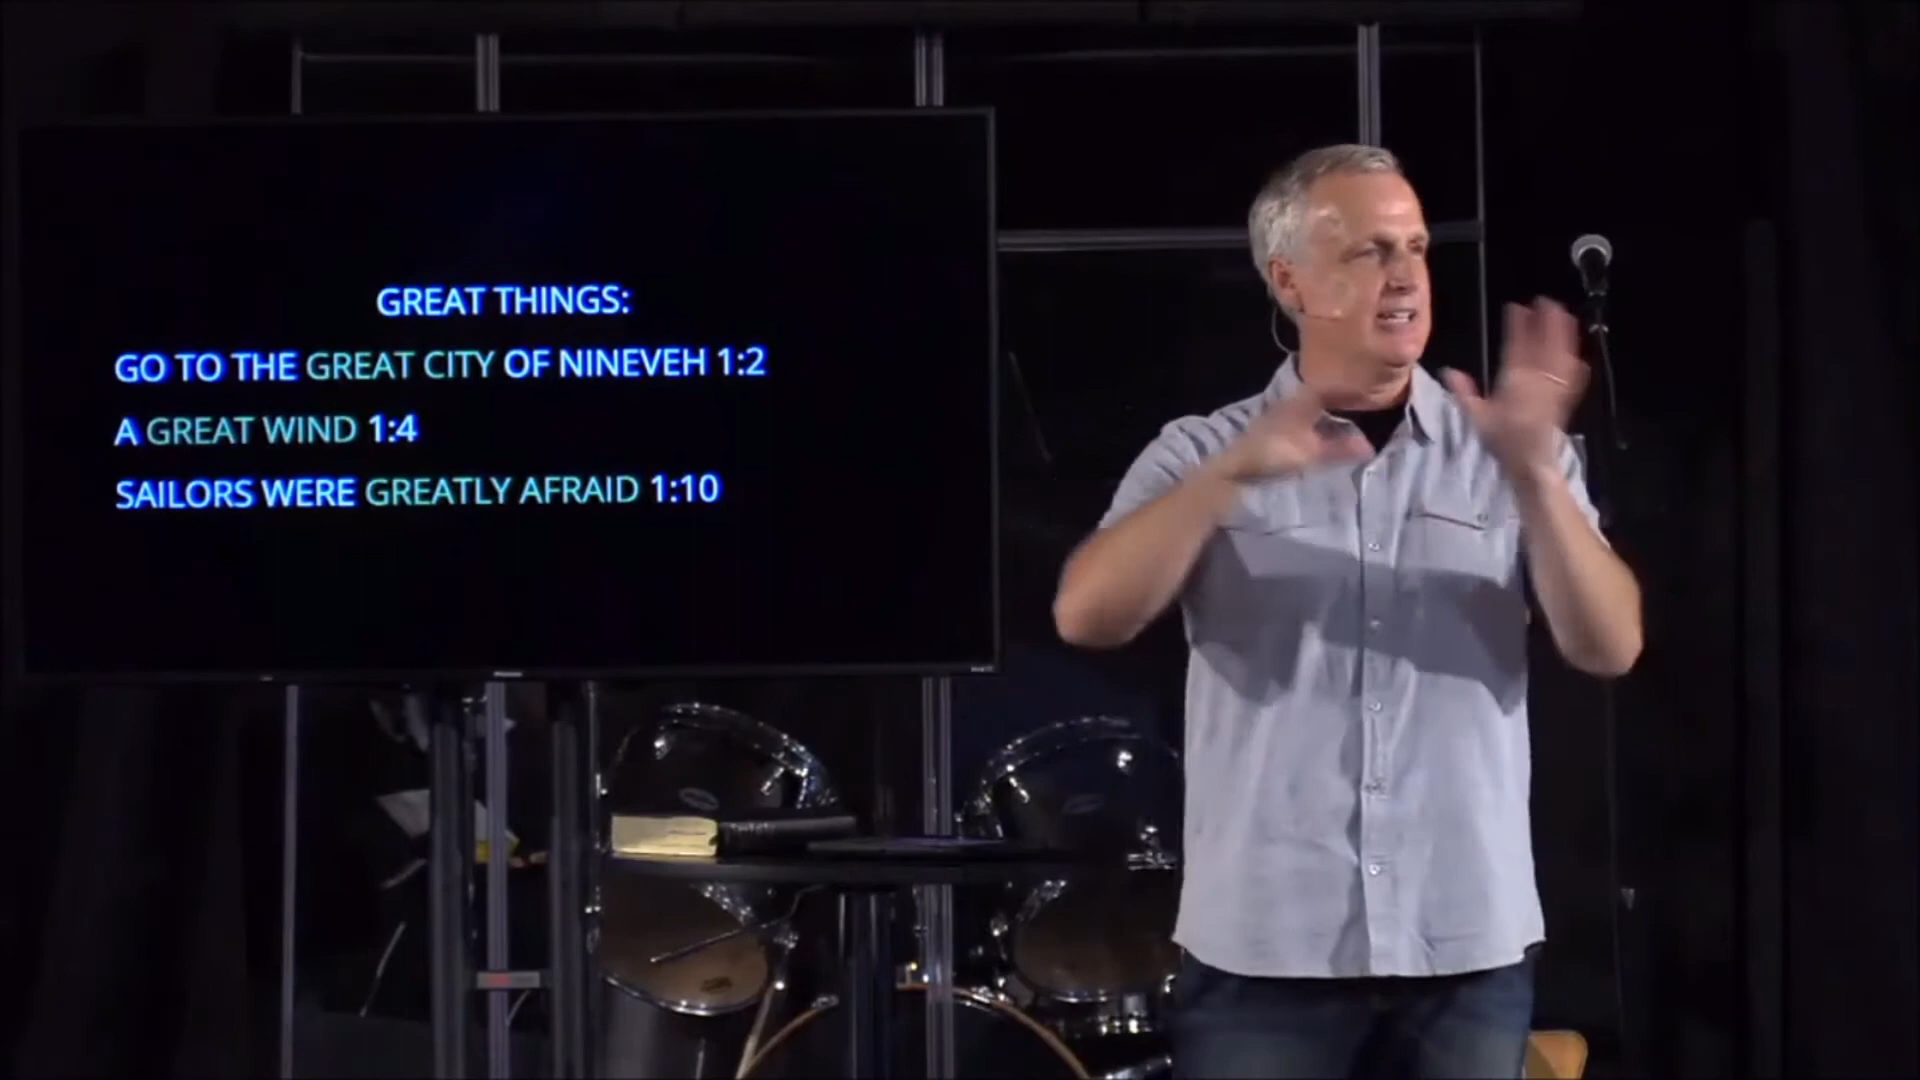 GREAT THINGS:
GO TO THE GREAT CITY OF NINEVEH 1:2
A GREAT WIND 1:4
SAILORS WERE GREATLY AFRAID 1:10